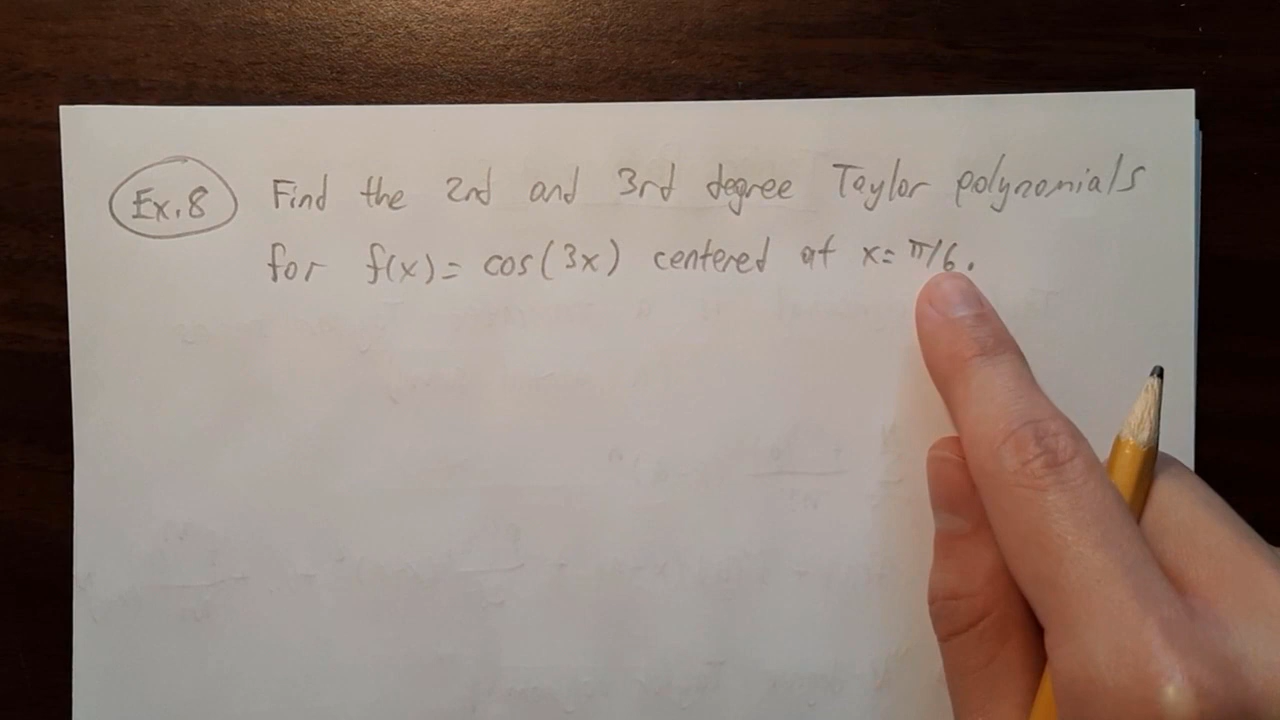 Ex. 8 Find the 2nd and 3rd degree Taylor polynomials
for f(x) = cos(3x) centered at x = π/6.